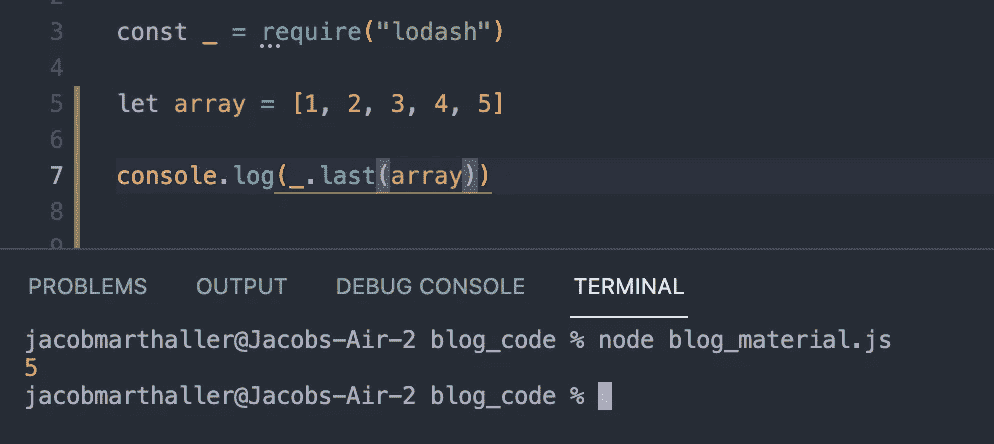 3 const _ = require("lodash")
4
5 let array = [1, 2, 3, 4, 5]
6
7 console.log(_.last(array))
8
9
PROBLEMS OUTPUT DEBUG CONSOLE TERMINAL
jacobmarthaller@Jacobs-Air-2 blog_code % node blog_material.js
5
jacobmarthaller@Jacobs-Air-2 blog_code %